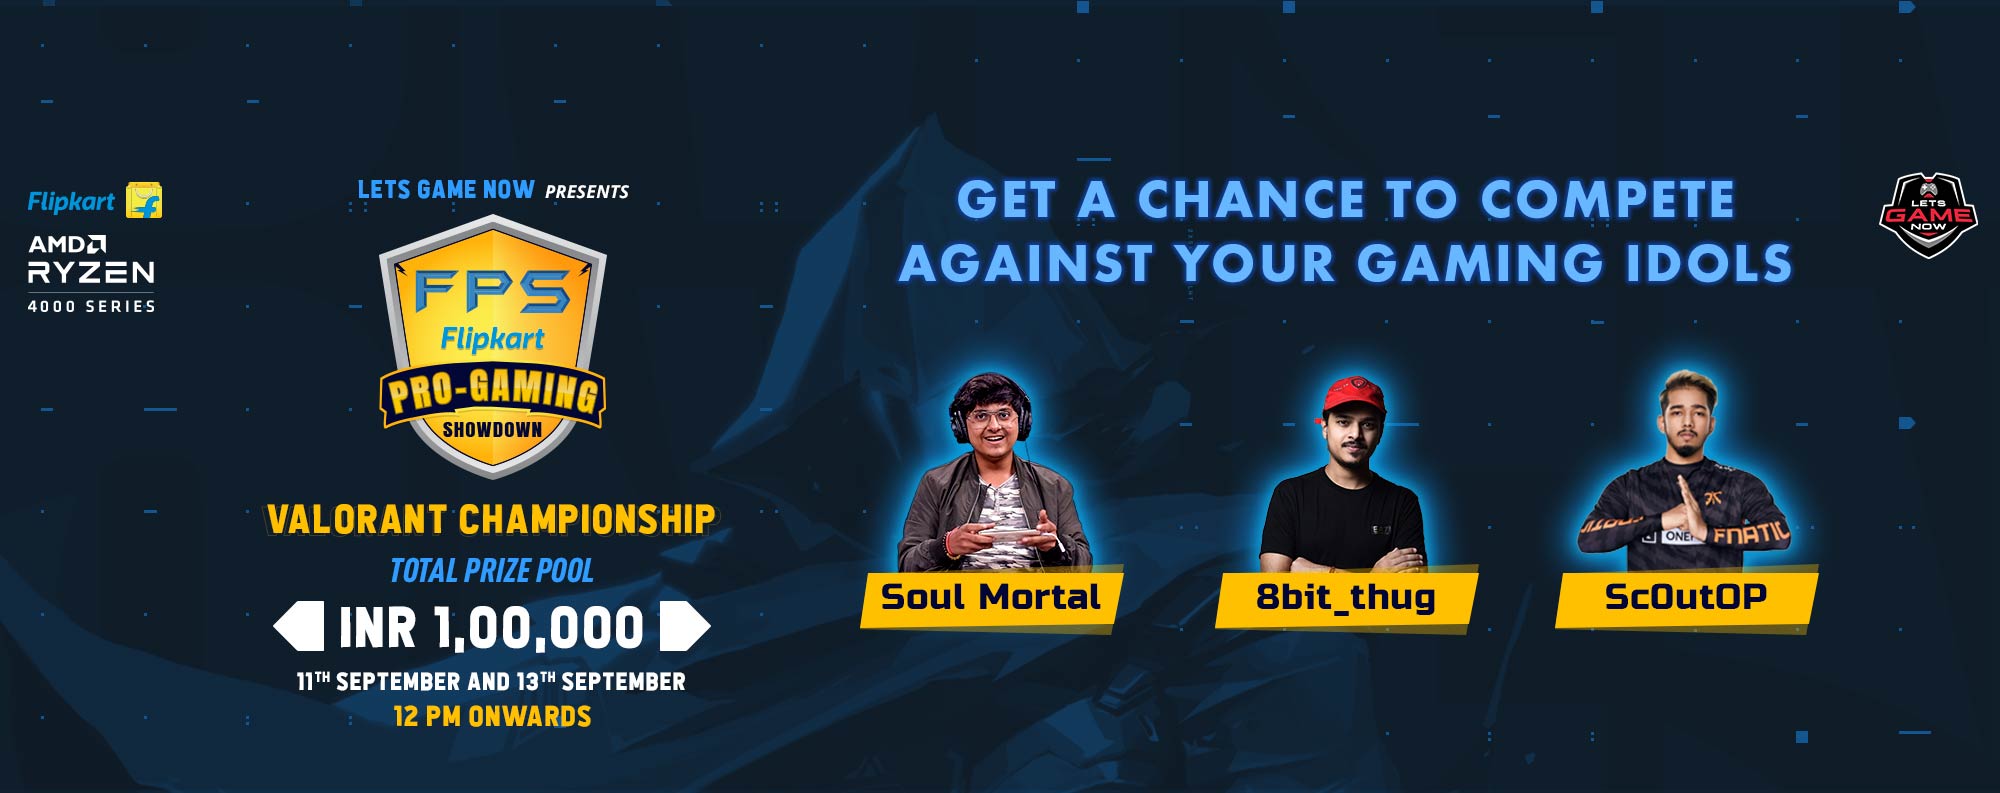 Flipkart
AMD
RYZEN
4000 SERIES
LETS GAME NOW PRESENTS
FPS
Flipkart
PRO-GAMING
SHOWDOWN
VALORANT CHAMPIONSHIP
TOTAL PRIZE POOL
INR 1,00,000
11TH SEPTEMBER AND 13TH SEPTEMBER
12 PM ONWARDS
GET A CHANCE TO COMPETE
AGAINST YOUR GAMING IDOLS
LETS
GAME
NOW
FNATIC
Soul Mortal
8bit_thug
ScOutOP